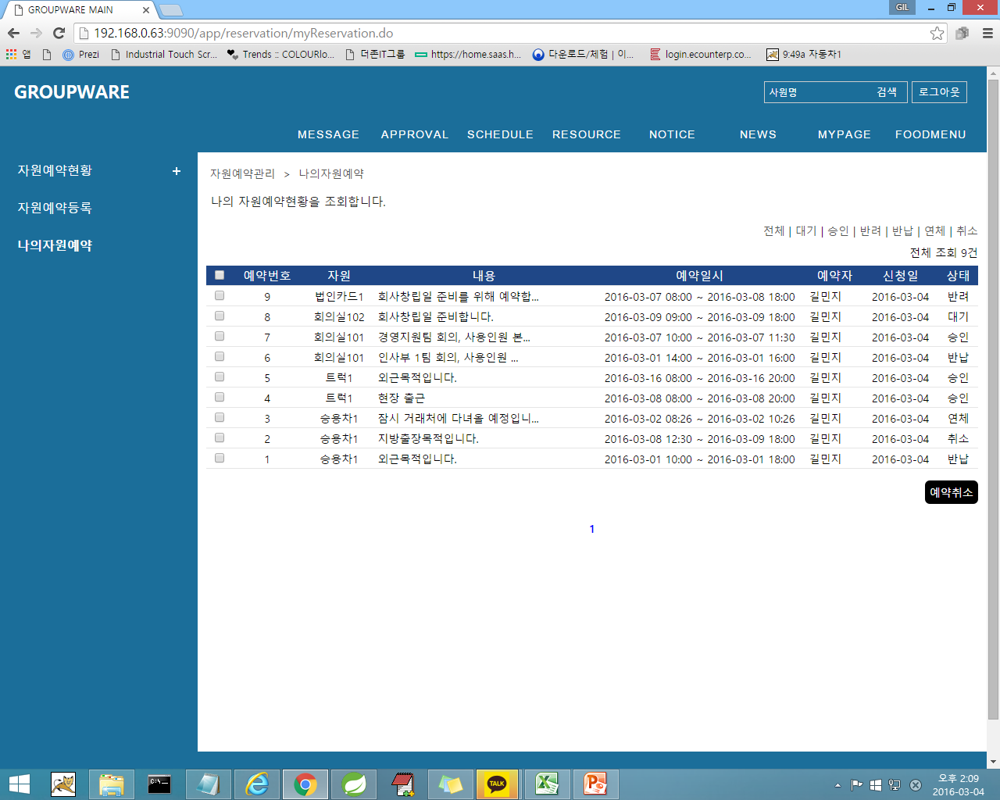 GROUPWARE MAIN
GIL
192.168.0.63:9090/app/reservation/myReservation.do
앱 Prezi Industrial Touch Scr... Trends :: COLOURlo... 더존IT그룹 https://home.saas.h... 다운로드/체험 | 이... login.ecounterp.co... 9:49a 자동차1
GROUPWARE
사원명 검색 로그아웃
MESSAGE APPROVAL SCHEDULE RESOURCE NOTICE NEWS MYPAGE FOODMENU
자원예약현황 +
자원예약등록
나의자원예약
자원예약관리 > 나의자원예약
나의 자원예약현황을 조회합니다.
전체 | 대기 | 승인 | 반려 | 반납 | 연체 | 취소
전체 조회 9건
예약번호 자원 내용 예약일시 예약자 신청일 상태
9 법인카드1 회사창립일 준비를 위해 예약합... 2016-03-07 08:00 ~ 2016-03-08 18:00 길민지 2016-03-04 반려
8 회의실102 회사창립일 준비합니다. 2016-03-09 09:00 ~ 2016-03-09 18:00 길민지 2016-03-04 대기
7 회의실101 경영지원팀 회의, 사용인원 본... 2016-03-07 10:00 ~ 2016-03-07 11:30 길민지 2016-03-04 승인
6 회의실101 인사부 1팀 회의, 사용인원 ... 2016-03-01 14:00 ~ 2016-03-01 16:00 길민지 2016-03-04 반납
5 트럭1 외근목적입니다. 2016-03-16 08:00 ~ 2016-03-16 20:00 길민지 2016-03-04 승인
4 트럭1 현장 출근 2016-03-08 08:00 ~ 2016-03-08 20:00 길민지 2016-03-04 승인
3 승용차1 잠시 거래처에 다녀올 예정입니... 2016-03-02 08:26 ~ 2016-03-02 10:26 길민지 2016-03-04 연체
2 승용차1 지방출장목적입니다. 2016-03-08 12:30 ~ 2016-03-09 18:00 길민지 2016-03-04 취소
1 승용차1 외근목적입니다. 2016-03-01 10:00 ~ 2016-03-01 18:00 길민지 2016-03-04 반납
예약취소
1
TALK
오후 2:09
2016-03-04